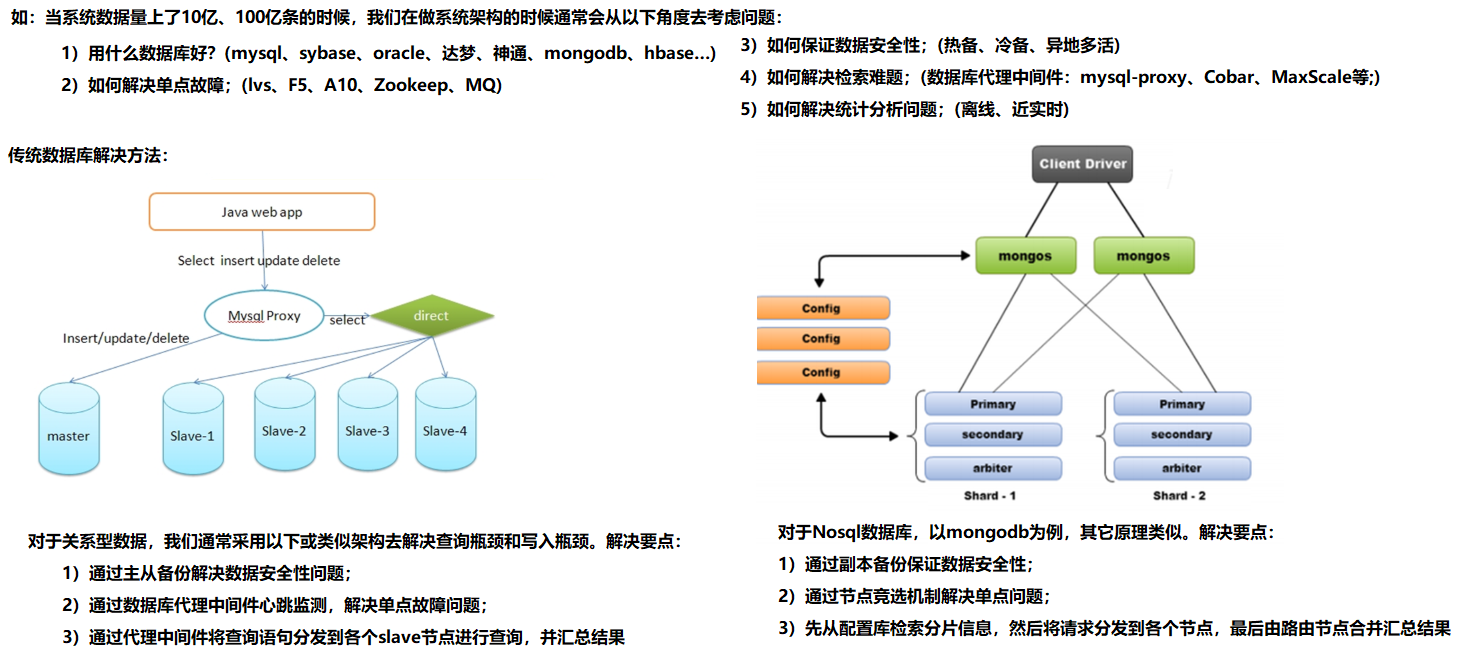 如：当系统数据量上了10亿、100亿条的时候，我们在做系统架构的时候通常会从以下角度去考虑问题：
1）用什么数据库好？(mysql、sybase、oracle、达梦、神通、mongodb、hbase…)
2）如何解决单点故障；(lvs、F5、A10、Zookeep、MQ)
3）如何保证数据安全性；(热备、冷备、异地多活)
4）如何解决检索难题；(数据库代理中间件：mysql-proxy、Cobar、MaxScale等;)
5）如何解决统计分析问题；(离线、近实时)
传统数据库解决方法：
Java web app
Select insert update delete
Mysql Proxy
select
direct
Insert/update/delete
master
Slave-1
Slave-2
Slave-3
Slave-4
对于关系型数据，我们通常采用以下或类似架构去解决查询瓶颈和写入瓶颈。解决要点：
1）通过主从备份解决数据安全性问题；
2）通过数据库代理中间件心跳监测，解决单点故障问题；
3）通过代理中间件将查询语句分发到各个slave节点进行查询，并汇总结果
Client Driver
mongos
mongos
Config
Config
Config
Primary
secondary
arbiter
Shard - 1
Primary
secondary
arbiter
Shard - 2
对于Nosql数据库，以mongodb为例，其它原理类似。解决要点：
1）通过副本备份保证数据安全性；
2）通过节点竞选机制解决单点问题；
3）先从配置库检索分片信息，然后将请求分发到各个节点，最后由路由节点合并汇总结果